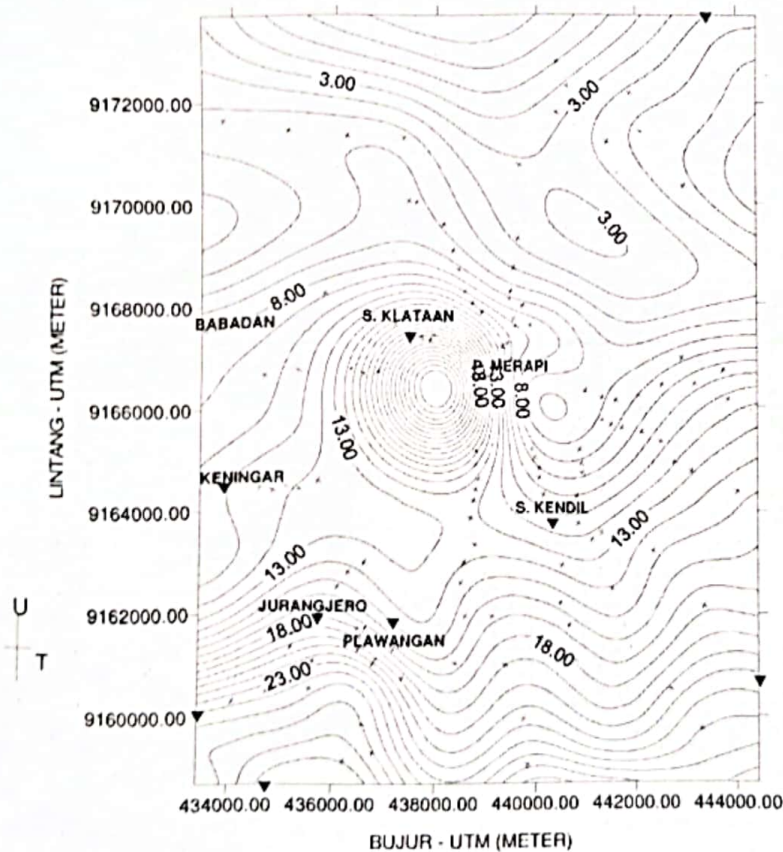 3.00
3.00
9172000.00
9170000.00
3.00
9168000.00
8.00
BABADAN
S. KLATAAN
MERAPI
48.00
8.00
9166000.00
13.00
KENINGAR
9164000.00
S. KENDIL
13.00
13.00
9162000.00
JURANGJERO
18.00
PLAWANGAN
18.00
23.00
9160000.00
U
T
LINTANG - UTM (METER)
434000.00 436000.00 438000.00 440000.00 442000.00 444000.00
BUJUR - UTM (METER)